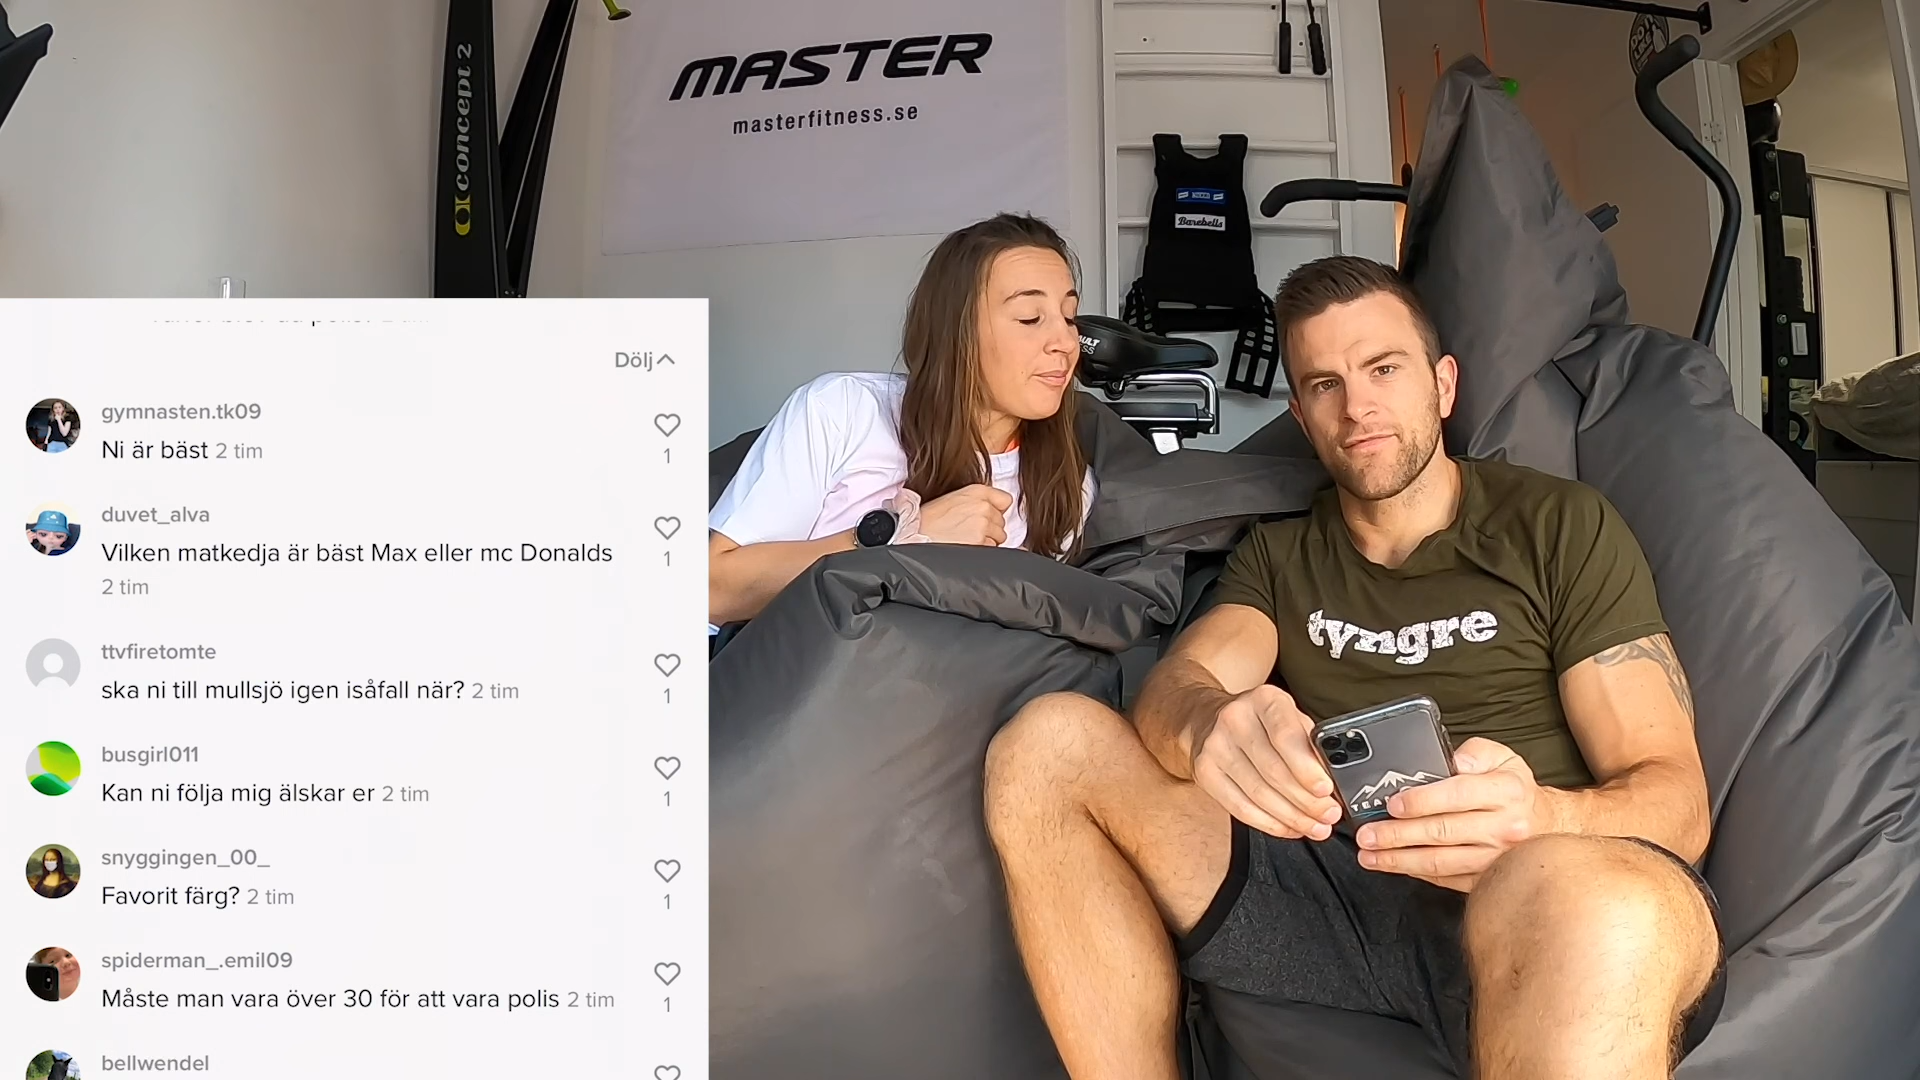 concept 2
MASTER
masterfitness.se
Barebells
Dölj
gymnasten.tk09
Ni är bäst 2 tim
1
duvet_alva
Vilken matkedja är bäst Max eller mc Donalds
2 tim
1
ttvfiretomte
ska ni till mullsjö igen isåfall när? 2 tim
1
busgirl011
Kan ni följa mig älskar er 2 tim
1
snyggingen_00_
Favorit färg? 2 tim
1
spiderman_.emil09
Måste man vara över 30 för att vara polis 2 tim
1
bellwendel
tyngre